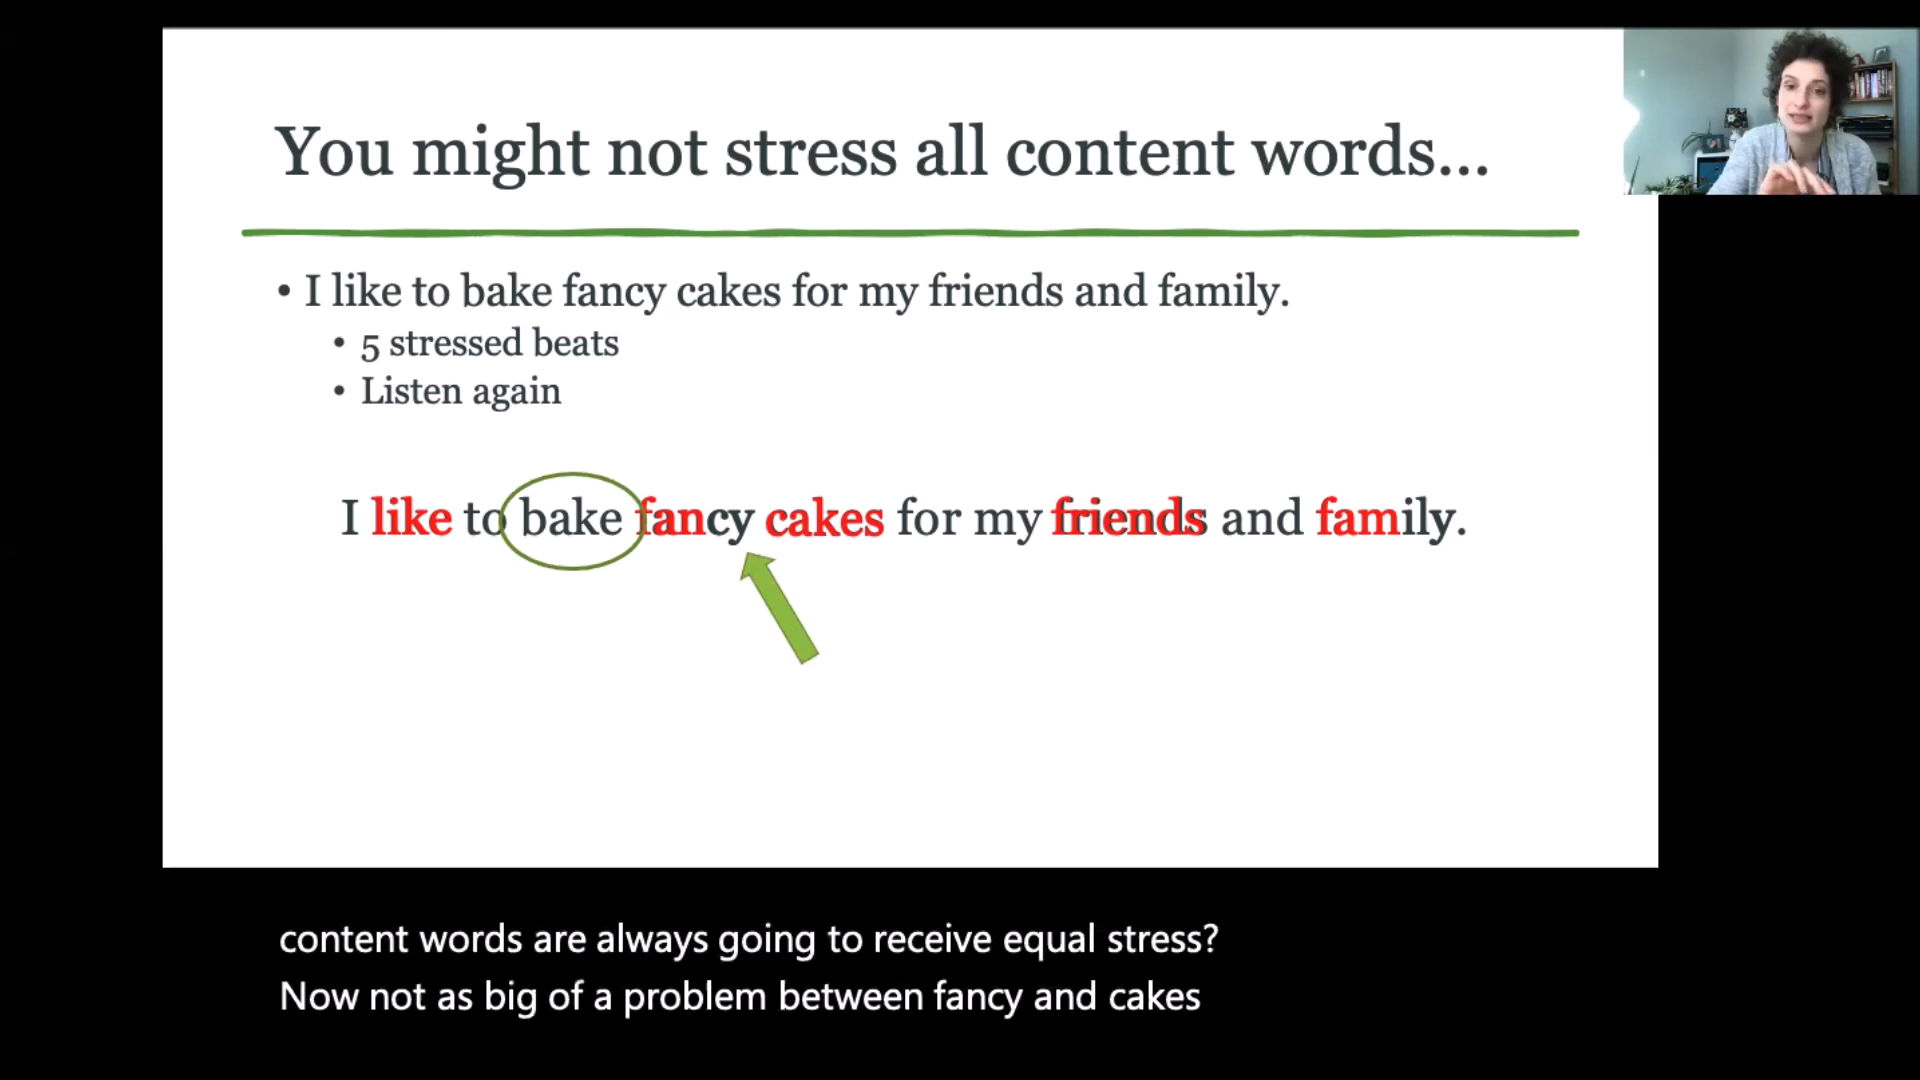 You might not stress all content words...
• I like to bake fancy cakes for my friends and family.
• 5 stressed beats
• Listen again
I like to bake fancy cakes for my friends and family.
content words are always going to receive equal stress?
Now not as big of a problem between fancy and cakes